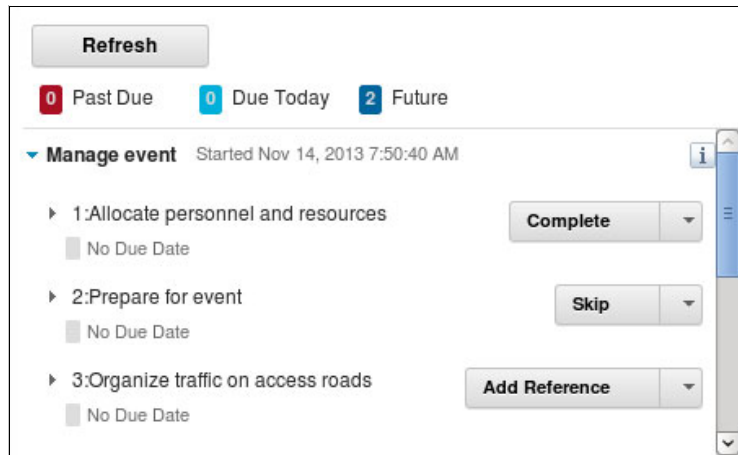 Refresh
0 Past Due 0 Due Today 2 Future
Manage event Started Nov 14, 2013 7:50:40 AM i
1:Allocate personnel and resources Complete
No Due Date
2:Prepare for event Skip
No Due Date
3:Organize traffic on access roads Add Reference
No Due Date